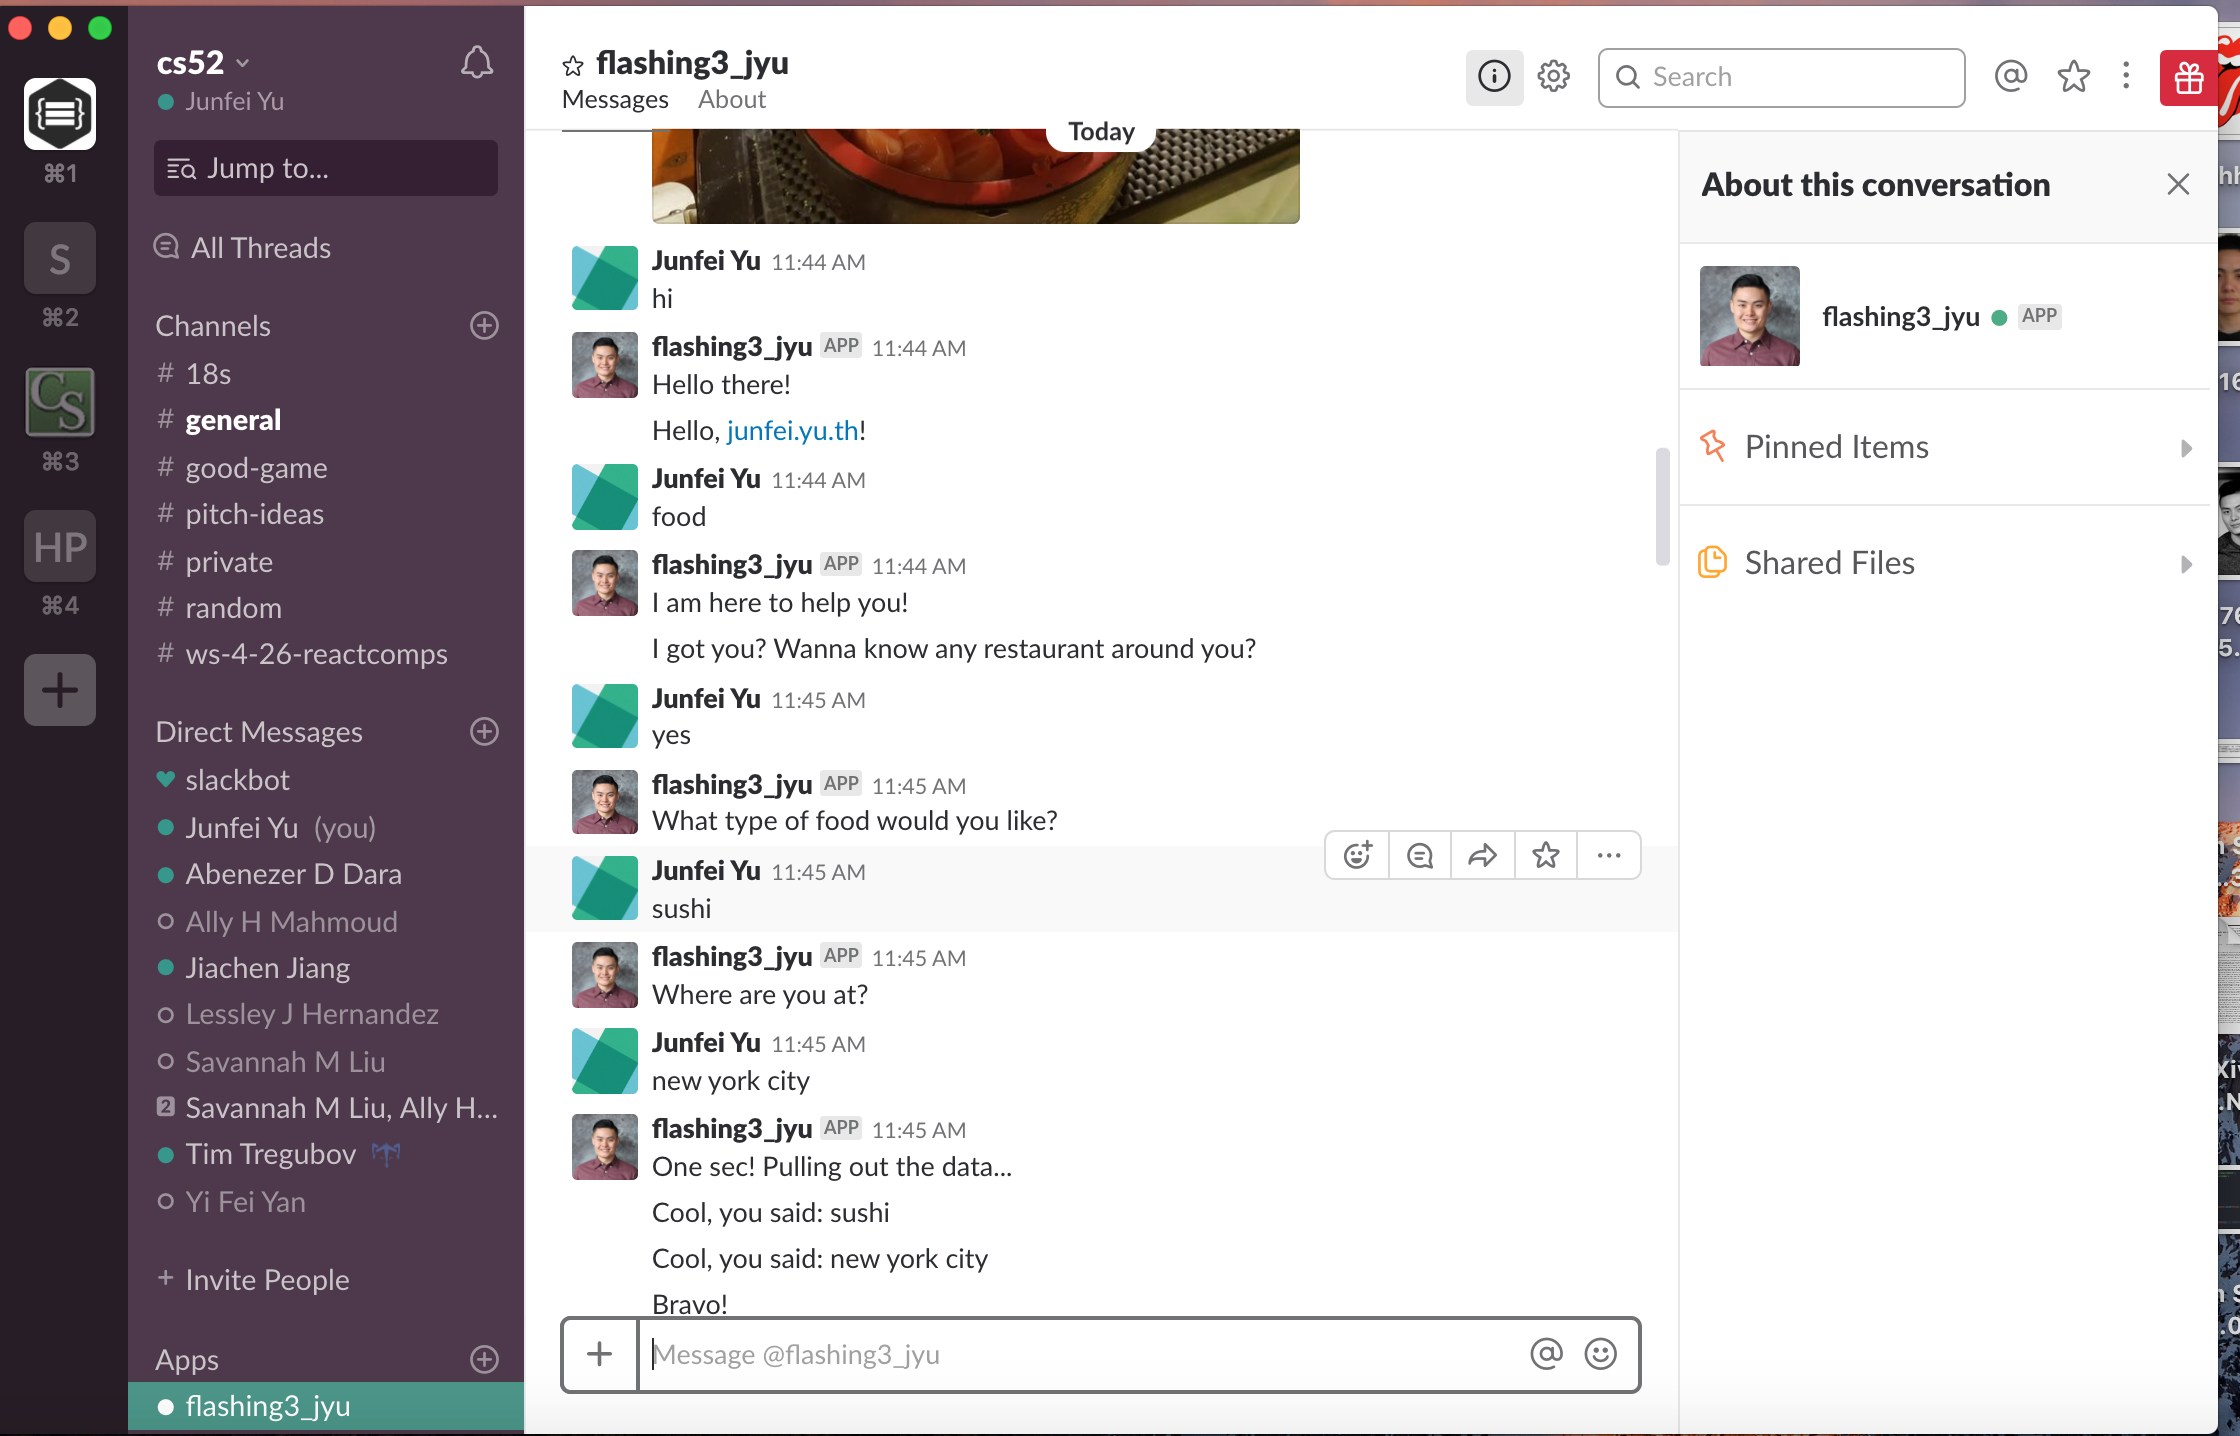 ⌘1
S
⌘2
CS
⌘3
HP
⌘4
cs52
Junfei Yu
Jump to...
All Threads
Channels
# 18s
# general
# good-game
# pitch-ideas
# private
# random
# ws-4-26-reactcomps
Direct Messages
slackbot
Junfei Yu (you)
Abenezer D Dara
Ally H Mahmoud
Jiachen Jiang
Lessley J Hernandez
Savannah M Liu
2 Savannah M Liu, Ally H...
Tim Tregubov
Yi Fei Yan
+ Invite People
Apps
flashing3_jyu
flashing3_jyu
Messages About
Search
Today
Junfei Yu 11:44 AM
hi
flashing3_jyu APP 11:44 AM
Hello there!
Hello, junfei.yu.th!
Junfei Yu 11:44 AM
food
flashing3_jyu APP 11:44 AM
I am here to help you!
I got you? Wanna know any restaurant around you?
Junfei Yu 11:45 AM
yes
flashing3_jyu APP 11:45 AM
What type of food would you like?
Junfei Yu 11:45 AM
sushi
flashing3_jyu APP 11:45 AM
Where are you at?
Junfei Yu 11:45 AM
new york city
flashing3_jyu APP 11:45 AM
One sec! Pulling out the data...
Cool, you said: sushi
Cool, you said: new york city
Bravo!
Message @flashing3_jyu
About this conversation
flashing3_jyu APP
Pinned Items
Shared Files